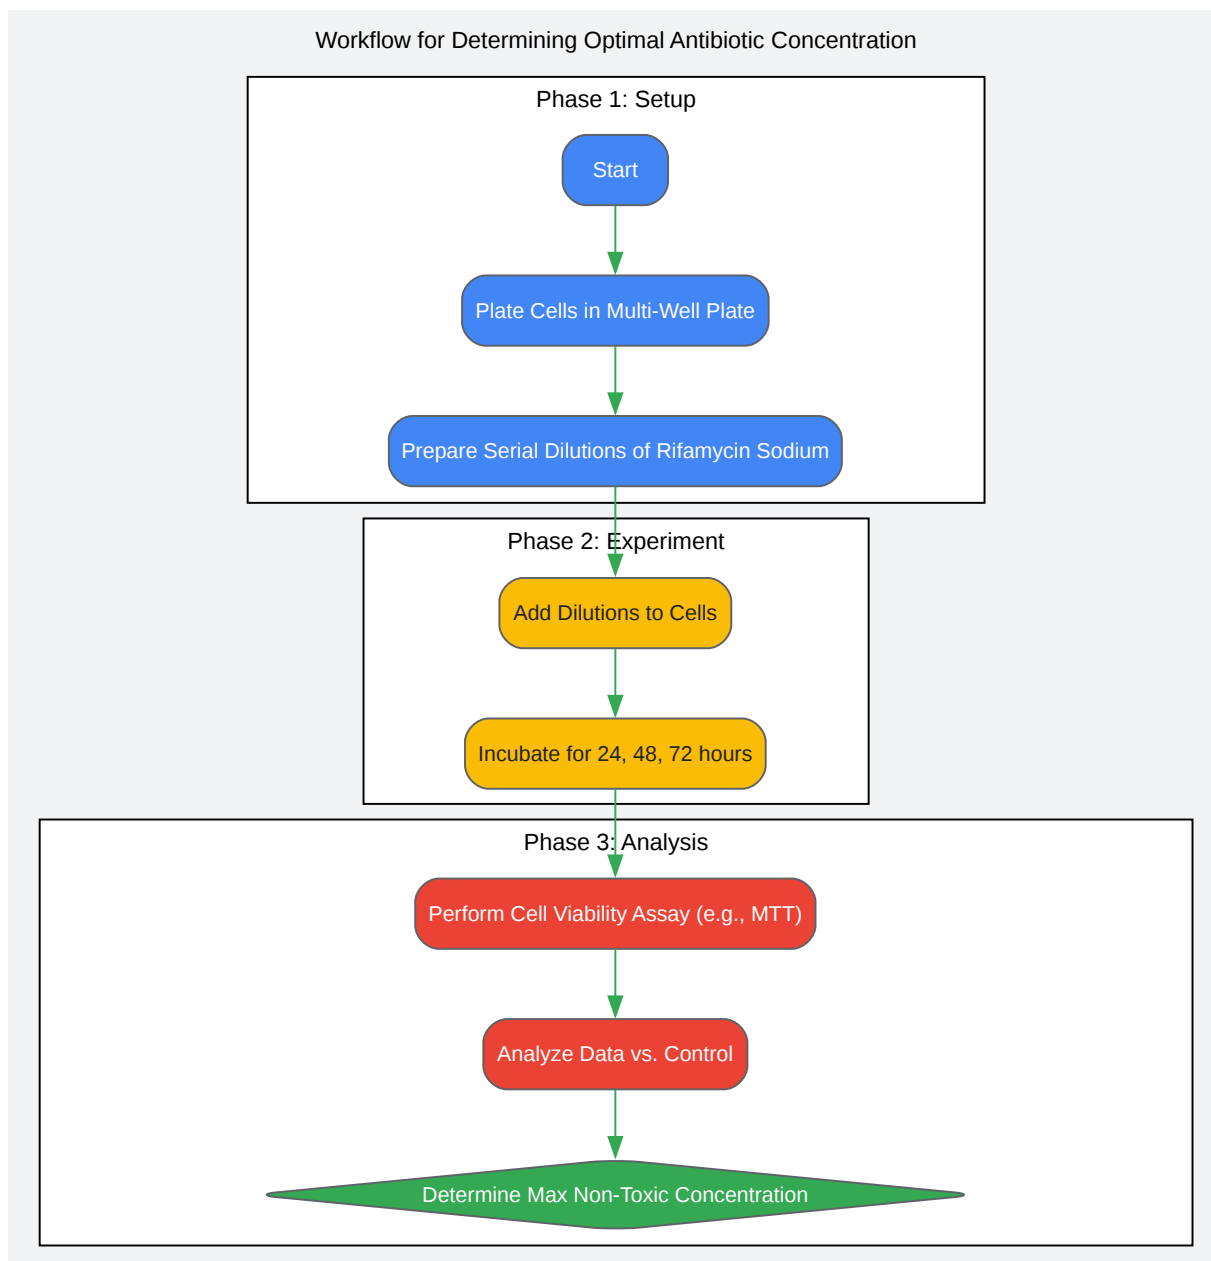 Workflow for Determining Optimal Antibiotic Concentration
Phase 1: Setup
Start
Plate Cells in Multi-Well Plate
Prepare Serial Dilutions of Rifamycin Sodium
Phase 2: Experiment
Add Dilutions to Cells
Incubate for 24, 48, 72 hours
Phase 3: Analysis
Perform Cell Viability Assay (e.g., MTT)
Analyze Data vs. Control
Determine Max Non-Toxic Concentration